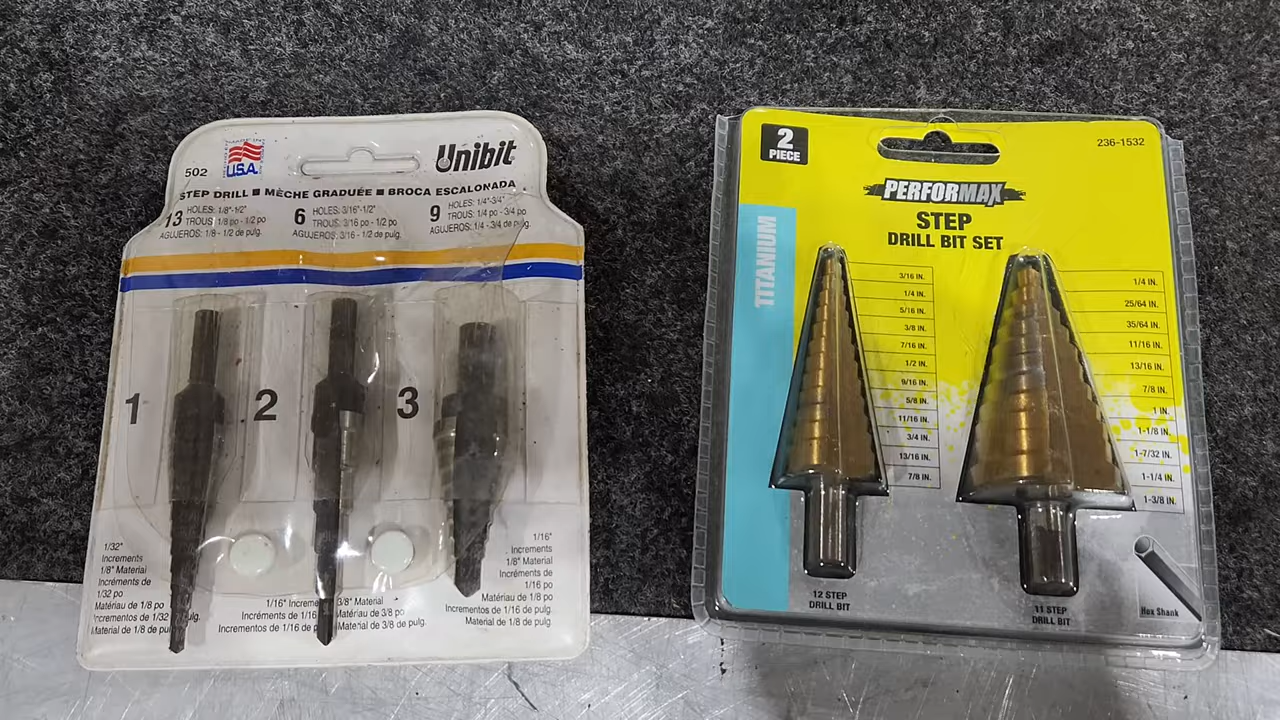 502
U.S.A.
Unibit
STEP DRILL ■ MÈCHE GRADUÉE ■ BROCA ESCALONADA
13 HOLES: 1/8"-1/2"
TROUS: 1/8 po - 1/2 po
AGUJEROS: 1/8 - 1/2 de pulg.
6 HOLES: 3/16"-1/2"
TROUS: 3/16 po - 1/2 po
AGUJEROS: 3/16 - 1/2 de pulg.
9 HOLES: 1/4"-3/4"
TROUS: 1/4 po - 3/4 po
AGUJEROS: 1/4 - 3/4 de pulg.
1
2
3
1/32"
Increments
1/8" Material
Incréments de
1/32 po
Matériau de 1/8 po
Incrementos de 1/32
Material de 1/8 de
1/16"
3/8" Material
Incréments de 1/16
Matériau de 3/8 po
Incrementos de 1/16 de
Material de 3/8 de pulg.
1/16"
Increments
1/8" Material
Incréments de
1/16 po
Matériau de 1/8 po
Incrementos de 1/16 de pulg.
Material de 1/8 de pulg.
2
PIECE
236-1532
PERFORMAX
STEP
DRILL BIT SET
TITANIUM
3/16 IN.
1/4 IN.
5/16 IN.
3/8 IN.
7/16 IN.
1/2 IN.
9/16 IN.
5/8 IN.
11/16 IN.
3/4 IN.
13/16 IN.
7/8 IN.
1/4 IN.
25/64 IN.
35/64 IN.
11/16 IN.
13/16 IN.
7/8 IN.
1 IN.
1-1/8 IN.
1-7/32 IN.
1-1/4 IN.
1-3/8 IN.
12 STEP
DRILL BIT
11 STEP
DRILL BIT
Hex Shank